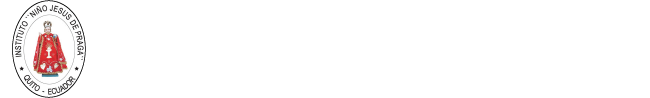 INSTITUTO "NIÑO JESUS DE PRAGA"
QUITO - ECUADOR